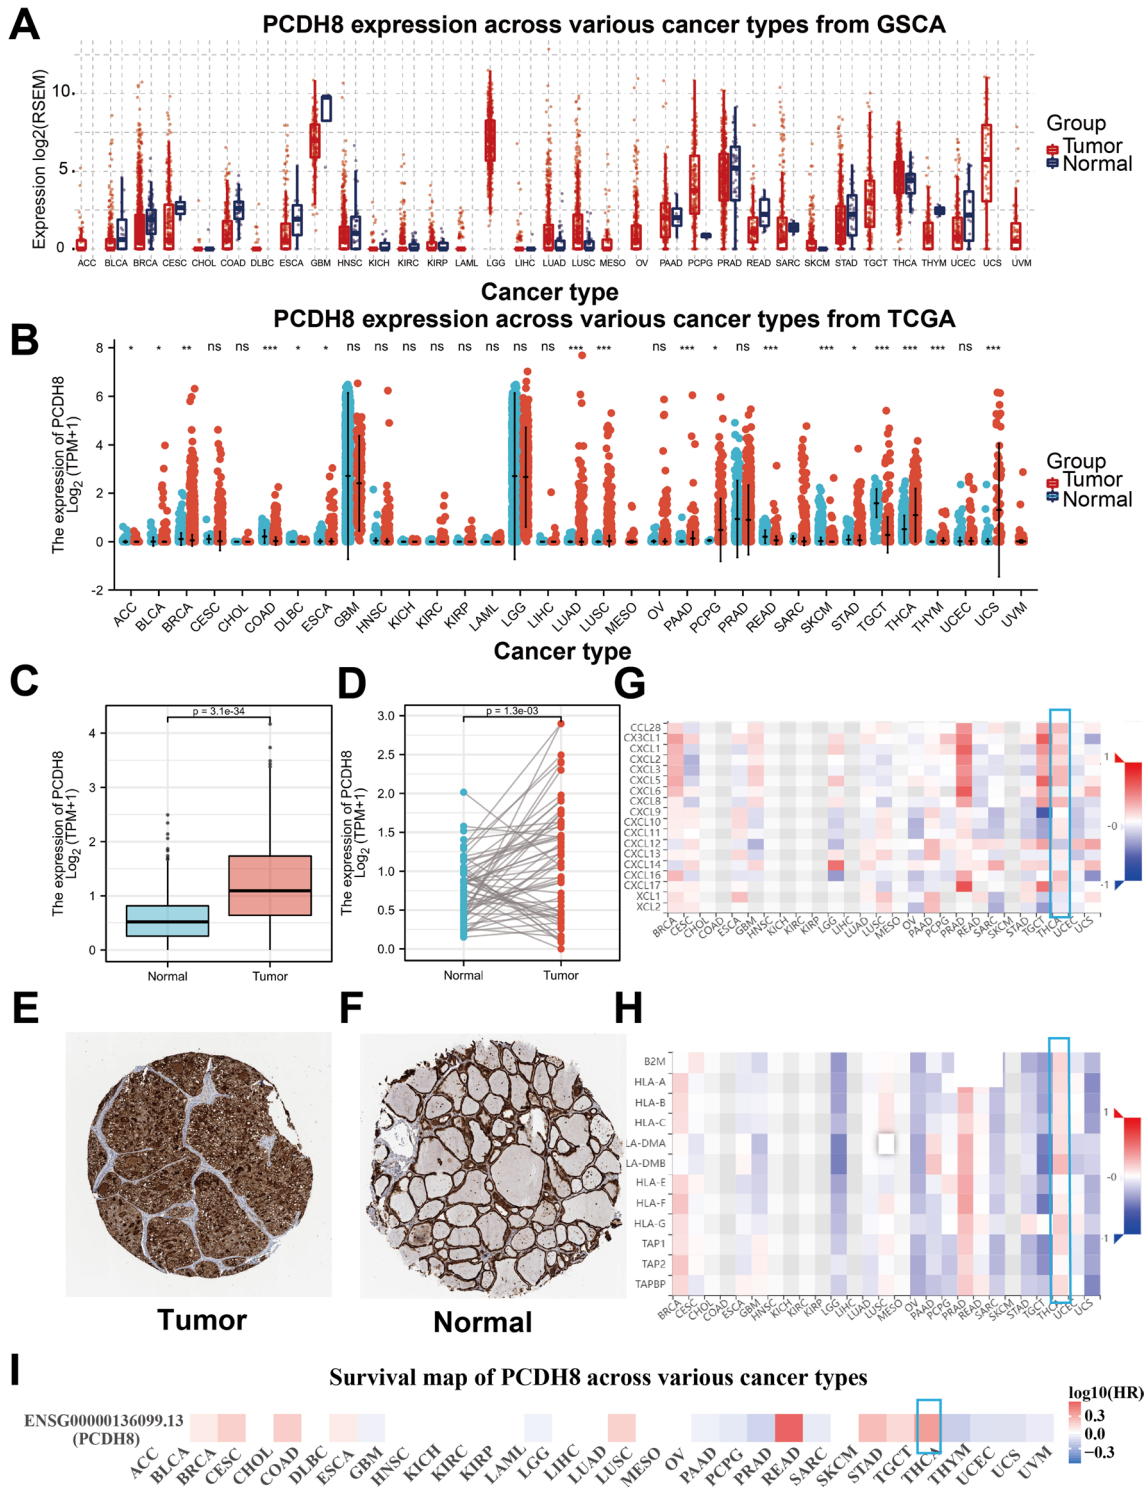 A
PCDH8 expression across various cancer types from GSCA
Expression log2(RSEM)
10
5
0
ACC BLCA BRCA CESC CHOL COAD DLBC ESCA GBM HNSC KICH KIRC KIRP LAML LGG LIHC LUAD LUSC MESO OV PAAD PCPG PRAD READ SARC SKCM STAD TGCT THCA THYM UCEC UCS UVM
Group
Tumor
Normal
Cancer type
B
PCDH8 expression across various cancer types from TCGA
The expression of PCDH8
Log2 (TPM+1)
8
6
4
2
0
-2
* * ** ns ns *** * * ns ns ns ns ns ns ns ns *** *** ns *** * ns *** *** * *** *** *** ns ***
ACC BLCA BRCA CESC CHOL COAD DLBC ESCA GBM HNSC KICH KIRC KIRP LAML LGG LIHC LUAD LUSC MESO OV PAAD PCPG PRAD READ SARC SKCM STAD TGCT THCA THYM UCEC UCS UVM
Group
Tumor
Normal
Cancer type
C
p = 3.1e-34
The expression of PCDH8
Log2 (TPM+1)
4
3
2
1
0
Normal Tumor
D
p = 1.3e-03
The expression of PCDH8
Log2 (TPM+1)
3.0
2.5
2.0
1.5
1.0
0.5
0.0
Normal Tumor
G
CCL28
CX3CL1
CXCL1
CXCL2
CXCL3
CXCL5
CXCL6
CXCL8
CXCL9
CXCL10
CXCL11
CXCL12
CXCL13
CXCL14
CXCL16
CXCL17
XCL1
XCL2
BRCA CESC CHOL COAD ESCA GBM HNSC KICH KIRC KIRP LGG LIHC LUAD LUSC MESO OV PAAD PCPG PRAD READ SARC SKCM STAD TGCT THCA UCEC UCS
1
-0
-1
E
Tumor
F
Normal
H
B2M
HLA-A
HLA-B
HLA-C
LA-DMA
LA-DMB
HLA-E
HLA-F
HLA-G
TAP1
TAP2
TAPBP
BRCA CESC CHOL COAD ESCA GBM HNSC KICH KIRC KIRP LGG LIHC LUAD LUSC MESO OV PAAD PCPG PRAD READ SARC SKCM STAD TGCT THCA UCEC UCS
1
-0
-1
I
Survival map of PCDH8 across various cancer types
ENSG00000136099.13
(PCDH8)
ACC BLCA BRCA CESC CHOL COAD DLBC ESCA GBM HNSC KICH KIRC KIRP LAML LGG LIHC LUAD LUSC MESO OV PAAD PCPG PRAD READ SARC SKCM STAD TGCT THCA THYM UCEC UCS UVM
log10(HR)
0.3
0.0
−0.3